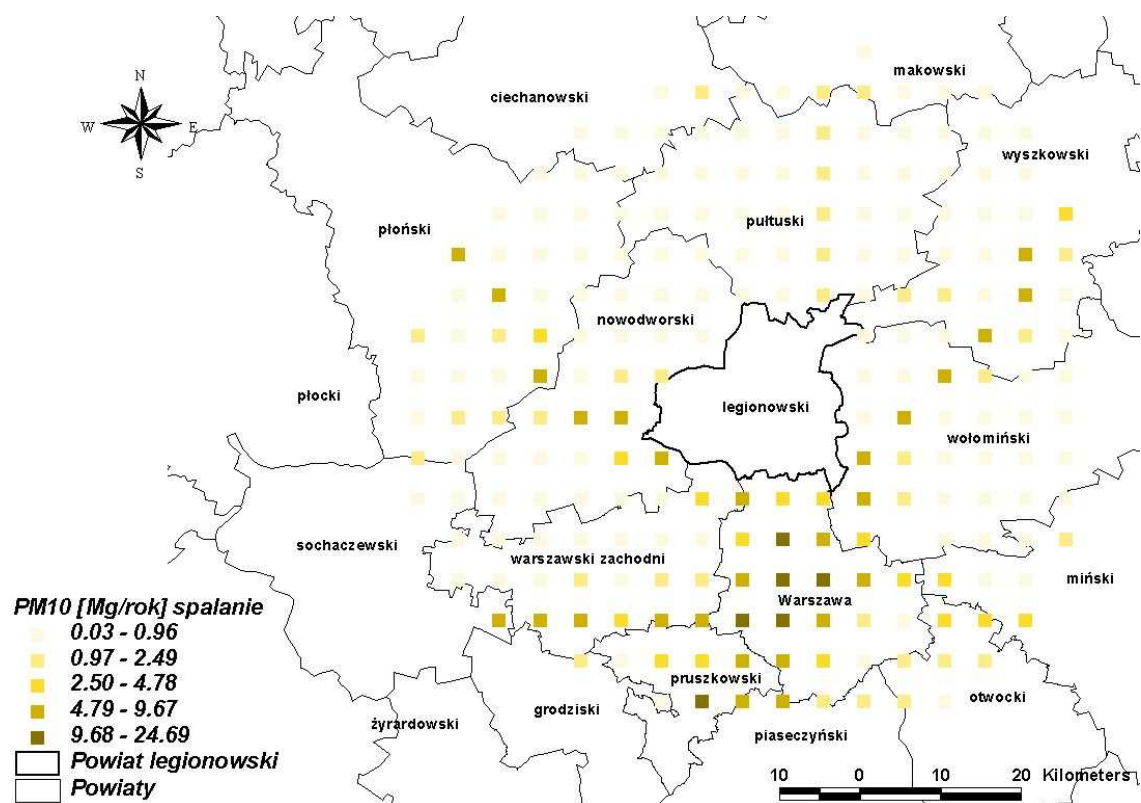 makowski
ciechanowski
N
W E
S
wyszkowski
pułtuski
płoński
nowodworski
płocki
legionowski
wołomiński
sochaczewski
warszawski zachodni
miński
Warszawa
PM10 [Mg/rok] spalanie
0.03 - 0.96
0.97 - 2.49
2.50 - 4.78
4.79 - 9.67
9.68 - 24.69
Powiat legionowski
Powiaty
pruszkowski
otwocki
grodziski
żyrardowski
piaseczyński
10 0 10 20 Kilometers